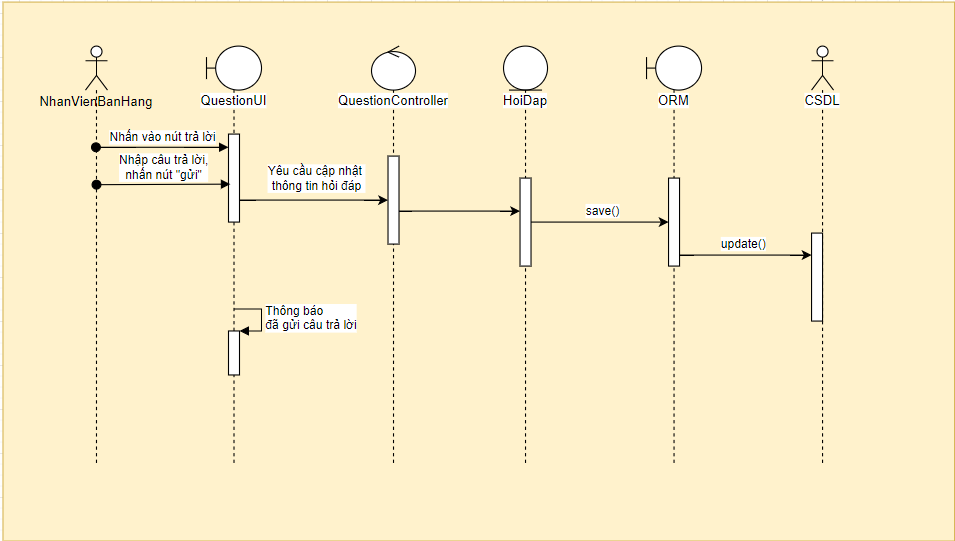 NhanVienBanHang
QuestionUI
QuestionController
HoiDap
ORM
CSDL
Nhấn vào nút trả lời
Nhập câu trả lời,
nhấn nút "gửi"
Yêu cầu cập nhật
thông tin hỏi đáp
save()
update()
Thông báo
đã gửi câu trả lời